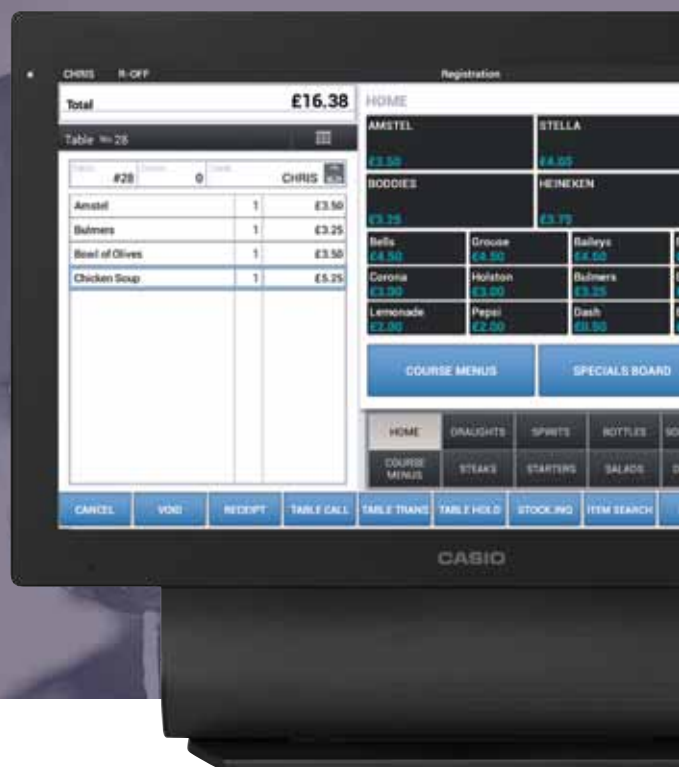 CHRIS R-OFF Registration
Total £16.38
Table No 28
#28 0 CHRIS
Amstel 1 £3.50
Bulmers 1 £3.25
Bowl of Olives 1 £3.50
Chicken Soup 1 £5.25
HOME
AMSTEL STELLA
£3.50 £4.05
BODDIES HEINEKEN
£3.25 £3.75
Bells Grouse Baileys
£4.50 £4.50 £4.50
Corona Holston Bulmers
£3.00 £3.00 £3.25
Lemonade Pepsi Dash
£2.00 £2.00 £0.50
COURSE MENUS SPECIALS BOARD
HOME DRAUGHTS SPIRITS BOTTLES
COURSE MENUS STEAKS STARTERS SALADS
CANCEL VOID RECEIPT TABLE CALL TABLE TRANS TABLE HOLD STOCK.INQ ITEM SEARCH
CASIO